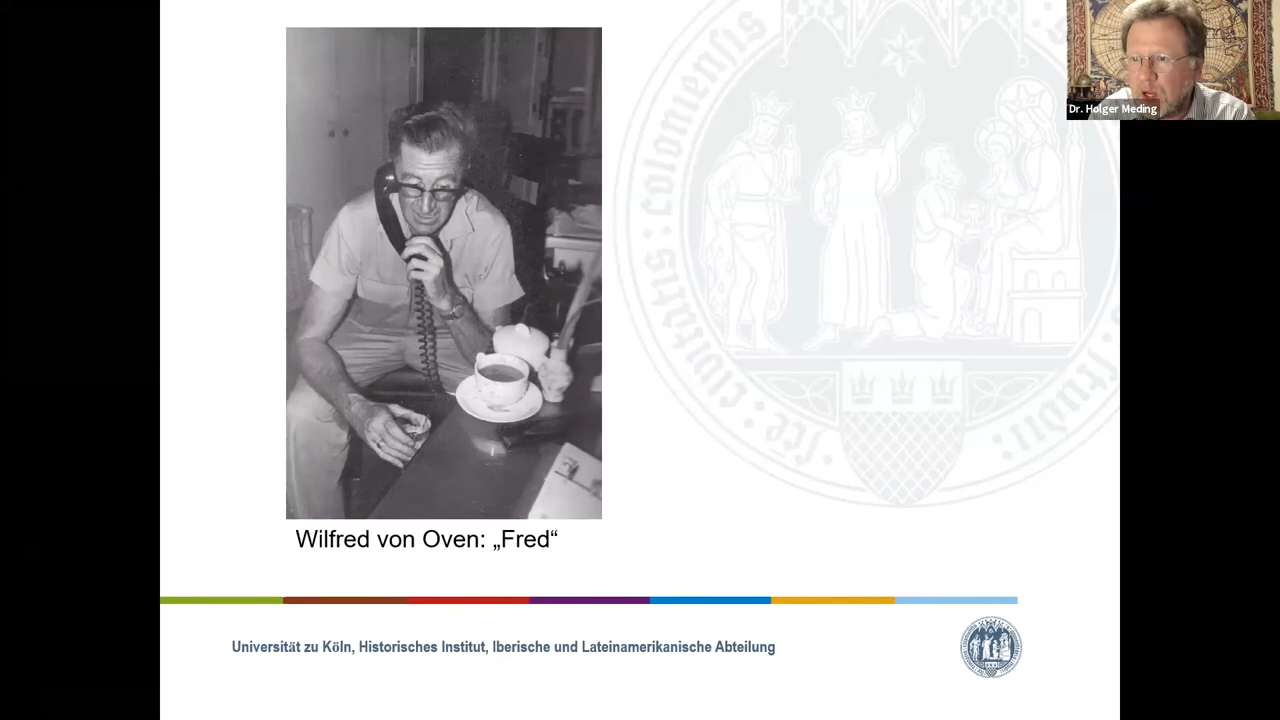 Dr. Holger Meding
Wilfred von Oven: „Fred“
Universität zu Köln, Historisches Institut, Iberische und Lateinamerikanische Abteilung